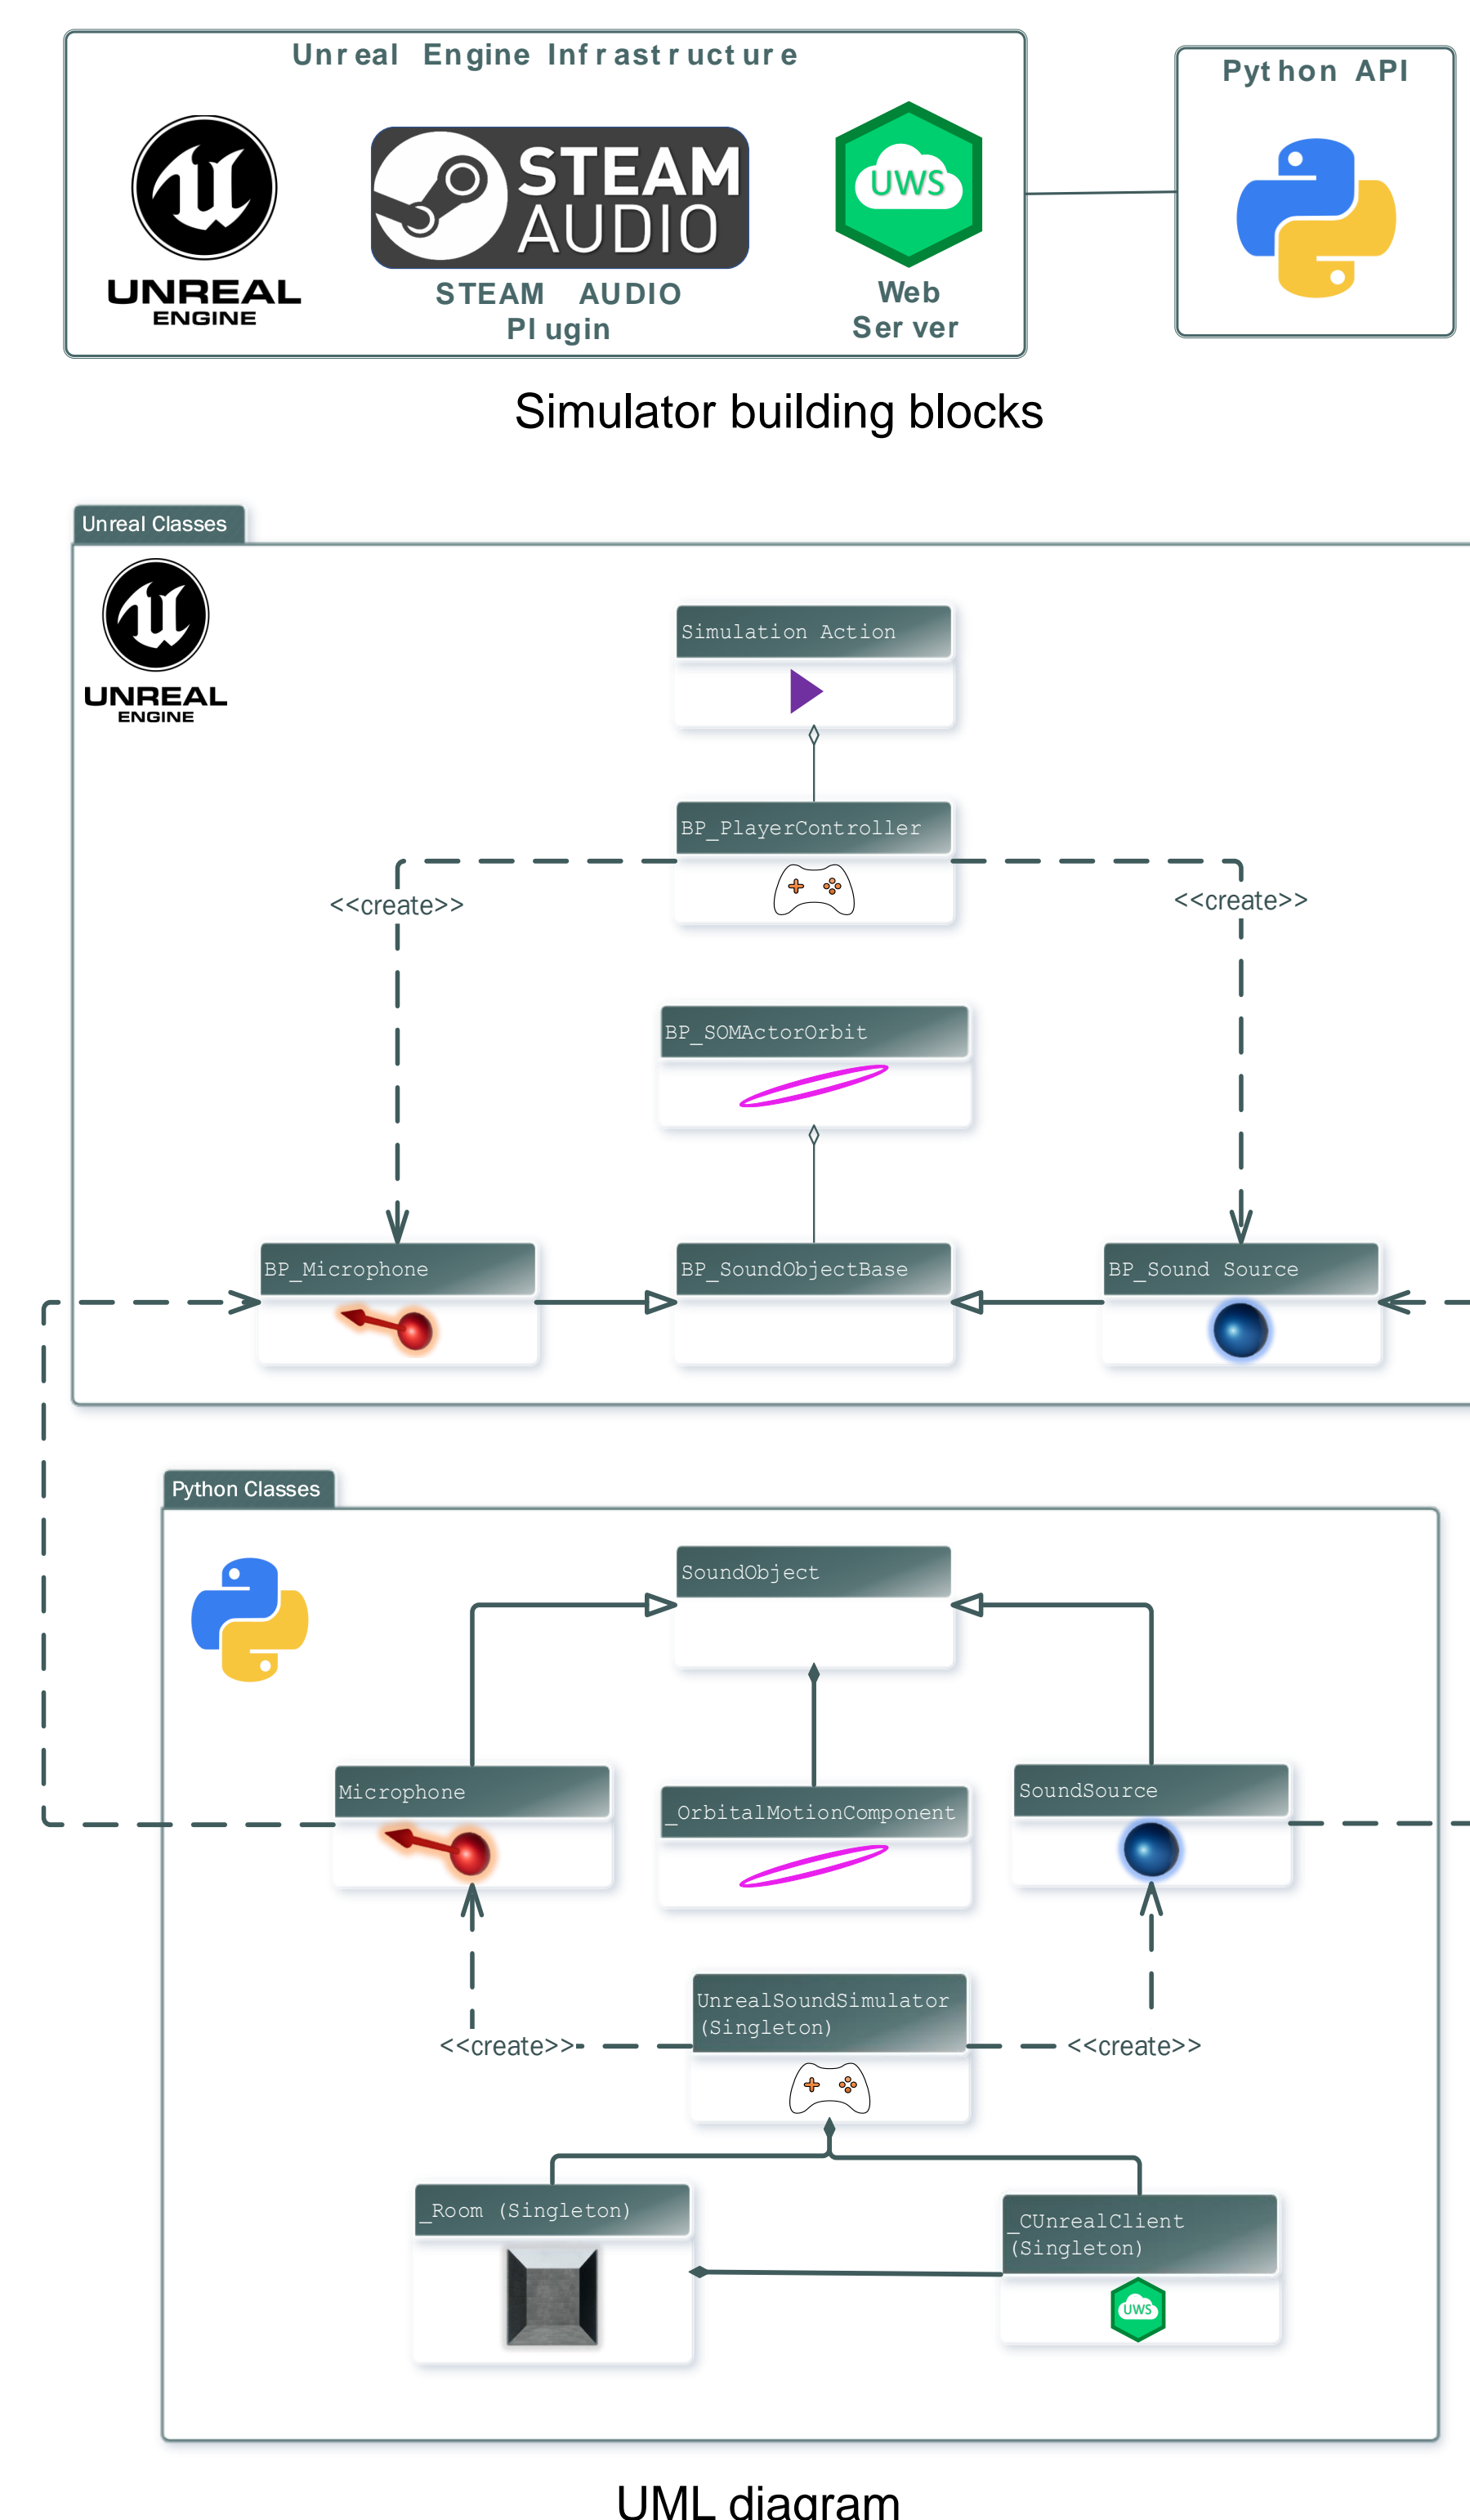 Unreal Engine Infrastructure
Python API
UNREAL
ENGINE
STEAM
AUDIO
UWS
STEAM AUDIO
Plugin
Web
Server
Simulator building blocks
Unreal Classes
UNREAL
ENGINE
Simulation Action
BP_PlayerController
<<create>>
<<create>>
BP_SOMActorOrbit
BP_Microphone
BP_SoundObjectBase
BP_Sound Source
Python Classes
SoundObject
Microphone
_OrbitalMotionComponent
SoundSource
UnrealSoundSimulator
(Singleton)
<<create>>
<<create>>
_Room (Singleton)
_CUnrealClient
(Singleton)
UWS
UML diagram